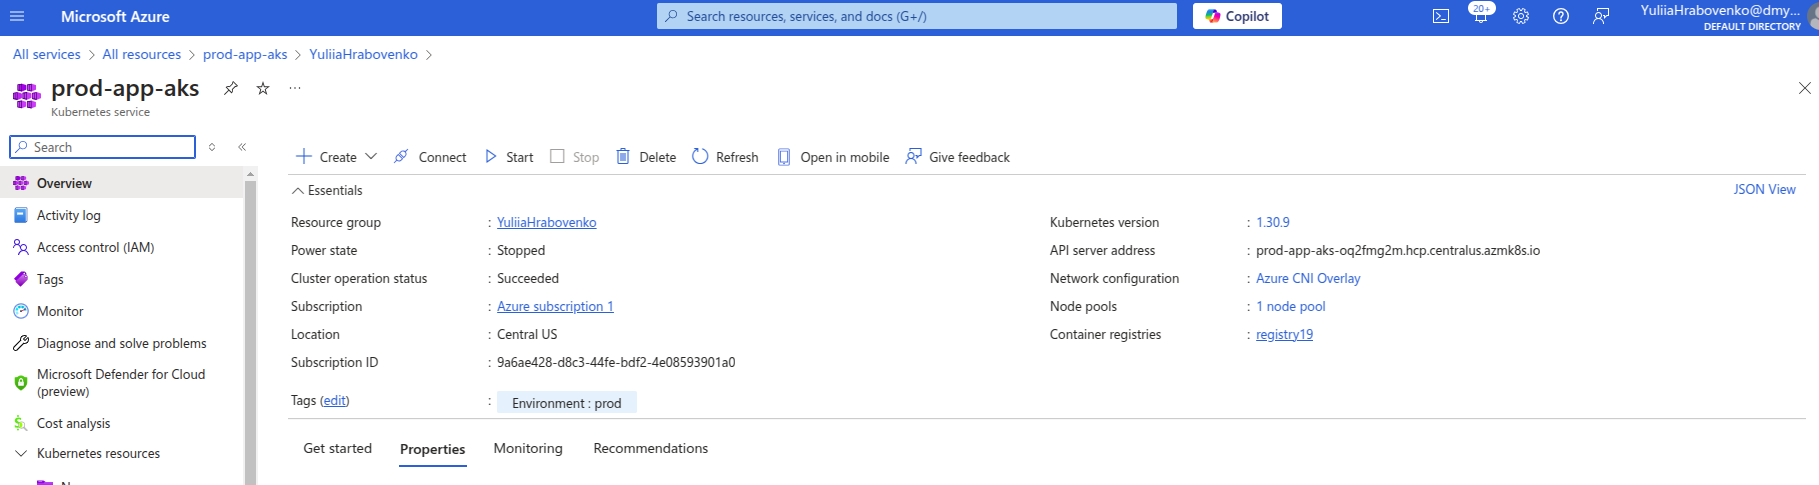 Microsoft Azure
Search resources, services, and docs (G+/)
Copilot
20+
YuliiaHrabovenko@dmy...
DEFAULT DIRECTORY
All services > All resources > prod-app-aks > YuliiaHrabovenko >
prod-app-aks
Kubernetes service
Search
Overview
Activity log
Access control (IAM)
Tags
Monitor
Diagnose and solve problems
Microsoft Defender for Cloud
(preview)
Cost analysis
Kubernetes resources
Create Connect Start Stop Delete Refresh Open in mobile Give feedback
Essentials
JSON View
Resource group : YuliiaHrabovenko
Power state : Stopped
Cluster operation status : Succeeded
Subscription : Azure subscription 1
Location : Central US
Subscription ID : 9a6ae428-d8c3-44fe-bdf2-4e08593901a0
Tags (edit) : Environment : prod
Kubernetes version : 1.30.9
API server address : prod-app-aks-oq2fmg2m.hcp.centralus.azmk8s.io
Network configuration : Azure CNI Overlay
Node pools : 1 node pool
Container registries : registry19
Get started Properties Monitoring Recommendations